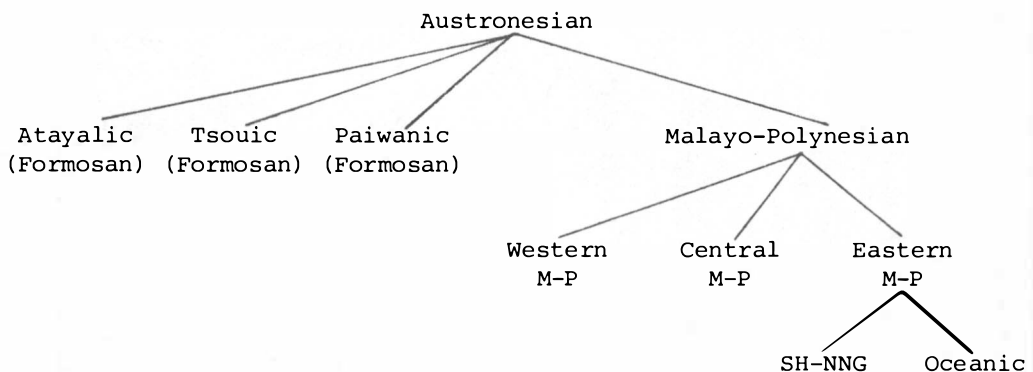 Austronesian
Atayalic Tsouic Paiwanic Malayo-Polynesian
(Formosan) (Formosan) (Formosan)
Western Central Eastern
M-P M-P M-P
SH-NNG Oceanic